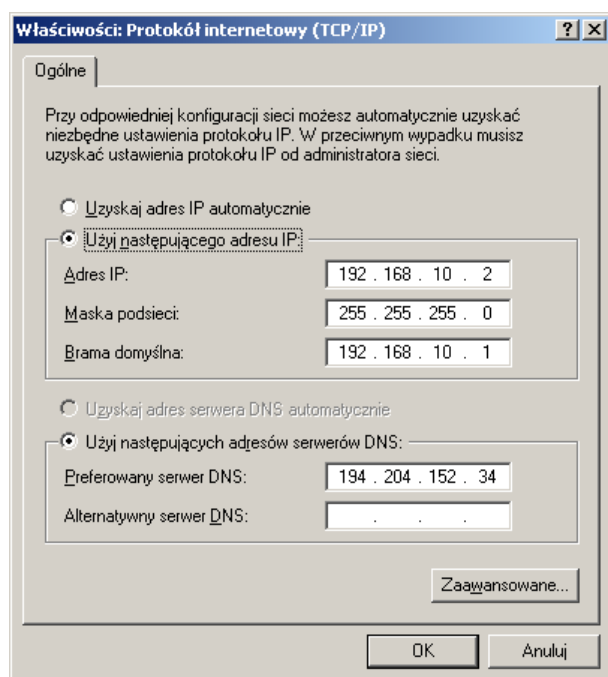 Właściwości: Protokół internetowy (TCP/IP)
Ogólne
Przy odpowiedniej konfiguracji sieci możesz automatycznie uzyskać
niezbędne ustawienia protokołu IP. W przeciwnym wypadku musisz
uzyskać ustawienia protokołu IP od administratora sieci.
Uzyskaj adres IP automatycznie
Użyj następującego adresu IP:
Adres IP: 192 . 168 . 10 . 2
Maska podsieci: 255 . 255 . 255 . 0
Brama domyślna: 192 . 168 . 10 . 1
Uzyskaj adres serwera DNS automatycznie
Użyj następujących adresów serwerów DNS:
Preferowany serwer DNS: 194 . 204 . 152 . 34
Alternatywny serwer DNS: . . .
Zaawansowane...
OK Anuluj